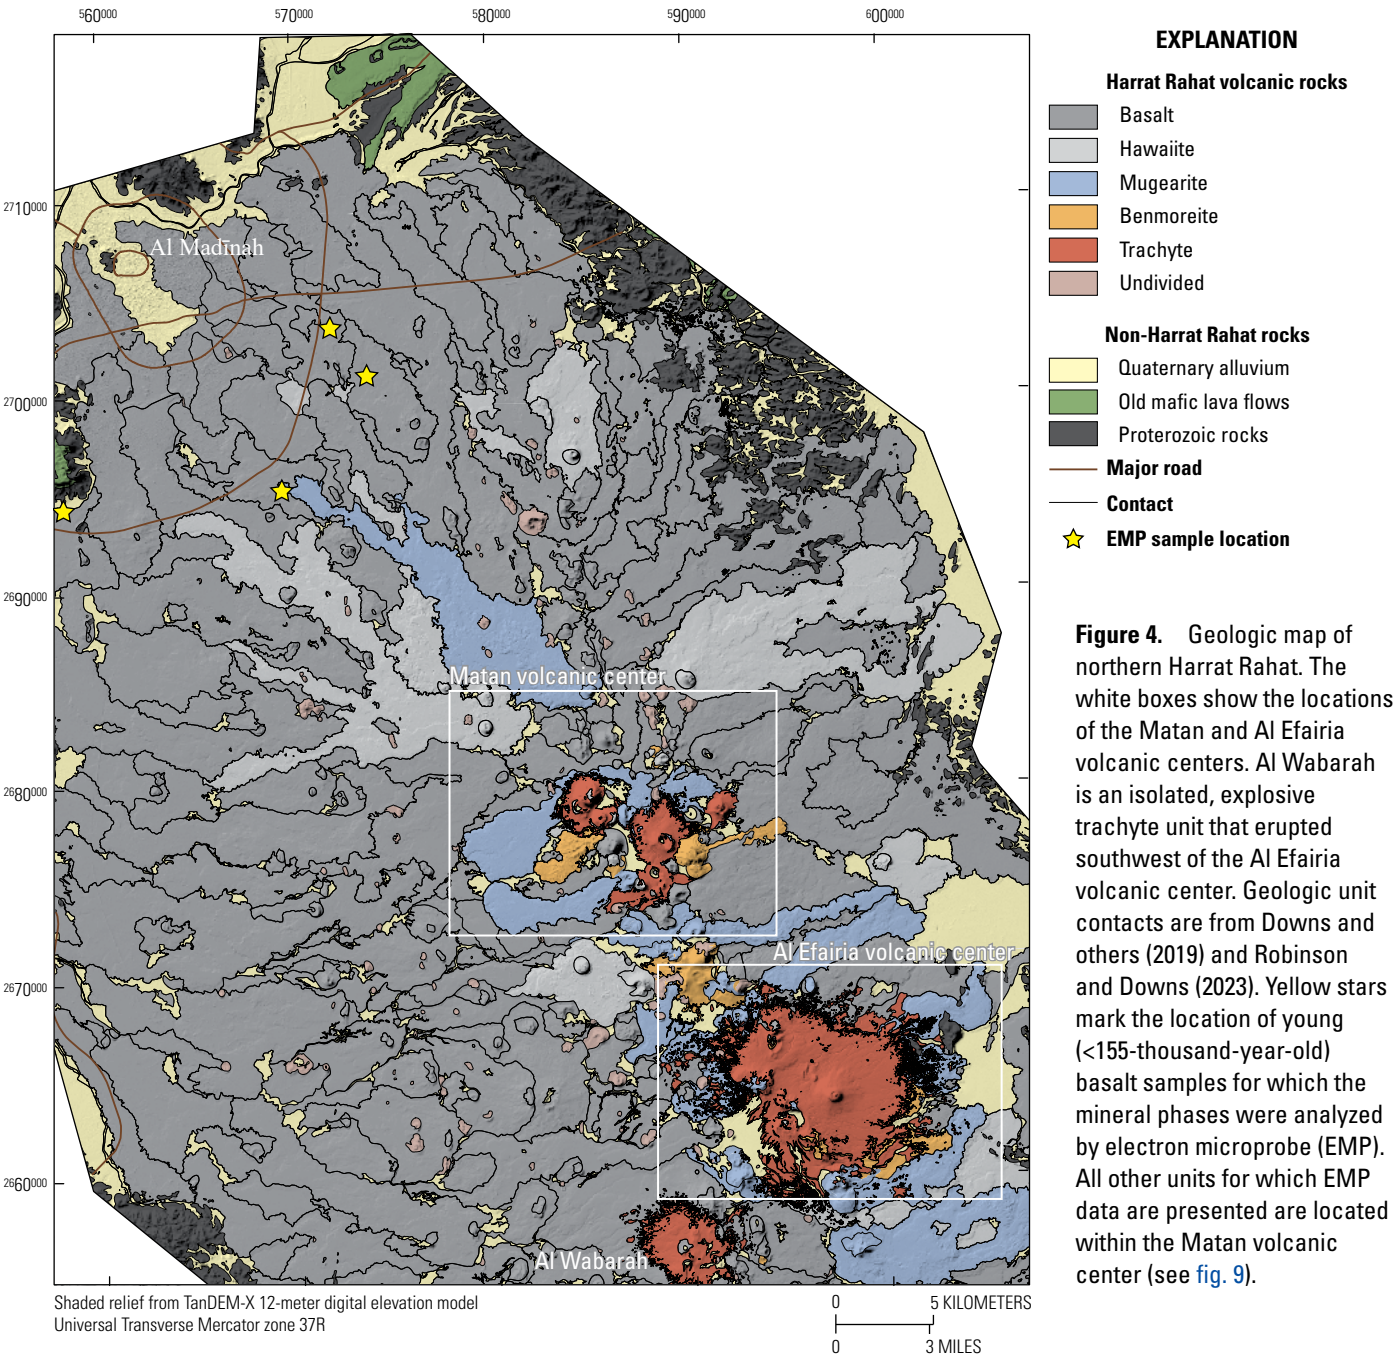 560000
570000
580000
590000
600000
2710000
2700000
2690000
2680000
2670000
2660000
Al Madīnah
Matan volcanic center
Al Efairia volcanic center
Al Wabarah
Shaded relief from TanDEM-X 12-meter digital elevation model
Universal Transverse Mercator zone 37R
0 5 KILOMETERS
0 3 MILES
EXPLANATION
Harrat Rahat volcanic rocks
Basalt
Hawaiite
Mugearite
Benmoreite
Trachyte
Undivided
Non-Harrat Rahat rocks
Quaternary alluvium
Old mafic lava flows
Proterozoic rocks
Major road
Contact
EMP sample location
Figure 4. Geologic map of
northern Harrat Rahat. The
white boxes show the locations
of the Matan and Al Efairia
volcanic centers. Al Wabarah
is an isolated, explosive
trachyte unit that erupted
southwest of the Al Efairia
volcanic center. Geologic unit
contacts are from Downs and
others (2019) and Robinson
and Downs (2023). Yellow stars
mark the location of young
(<155-thousand-year-old)
basalt samples for which the
mineral phases were analyzed
by electron microprobe (EMP).
All other units for which EMP
data are presented are located
within the Matan volcanic
center (see fig. 9).